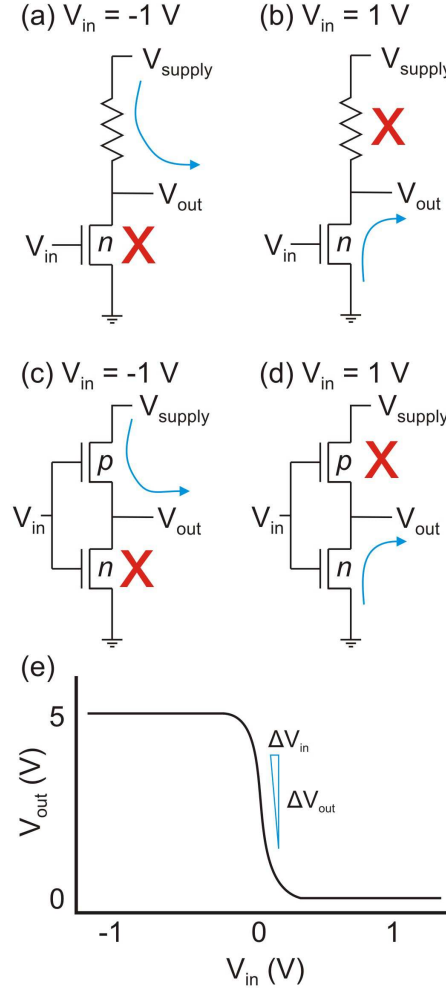 (a) V_in = -1 V
(b) V_in = 1 V
V_supply
V_supply
X
V_out
V_out
V_in
n
X
V_in
n
(c) V_in = -1 V
(d) V_in = 1 V
V_supply
V_supply
p
p
X
V_in
V_out
V_in
V_out
n
X
n
(e)
5
ΔV_in
ΔV_out
V_out (V)
0
-1
0
1
V_in (V)